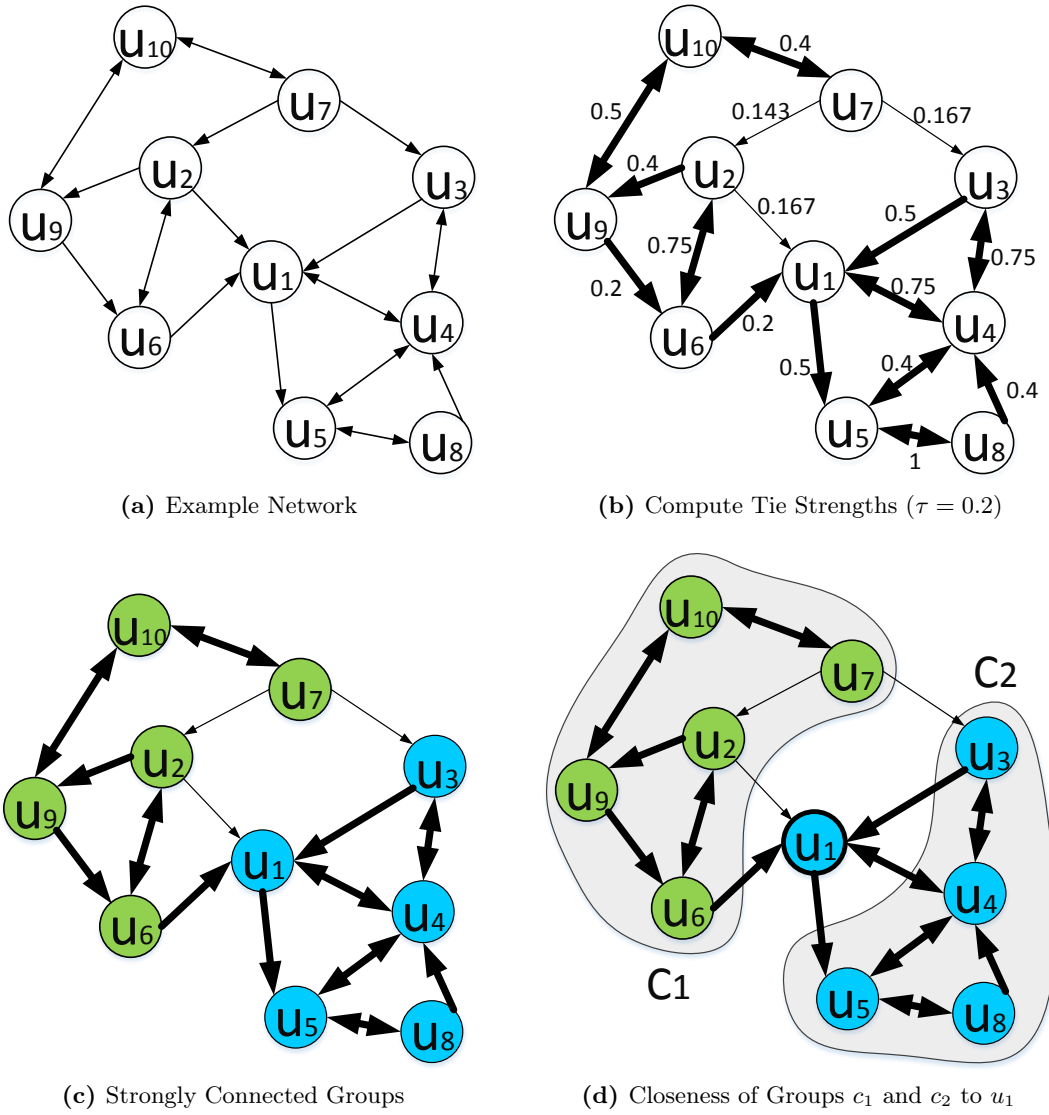 u10
u7
u2
u3
u9
u1
u6
u4
u5
u8
(a) Example Network
u10
0.4
u7
0.5
0.143
0.167
0.4
u2
u3
u9
0.167
0.5
0.75
u1
0.75
0.2
0.75
u6
0.2
u4
0.5
0.4
0.4
u5
u8
1
(b) Compute Tie Strengths (τ = 0.2)
u10
u7
u2
u3
u9
u1
u6
u4
u5
u8
(c) Strongly Connected Groups
u10
u7
C2
u2
u3
u9
u1
u4
u6
C1
u5
u8
(d) Closeness of Groups c1 and c2 to u1